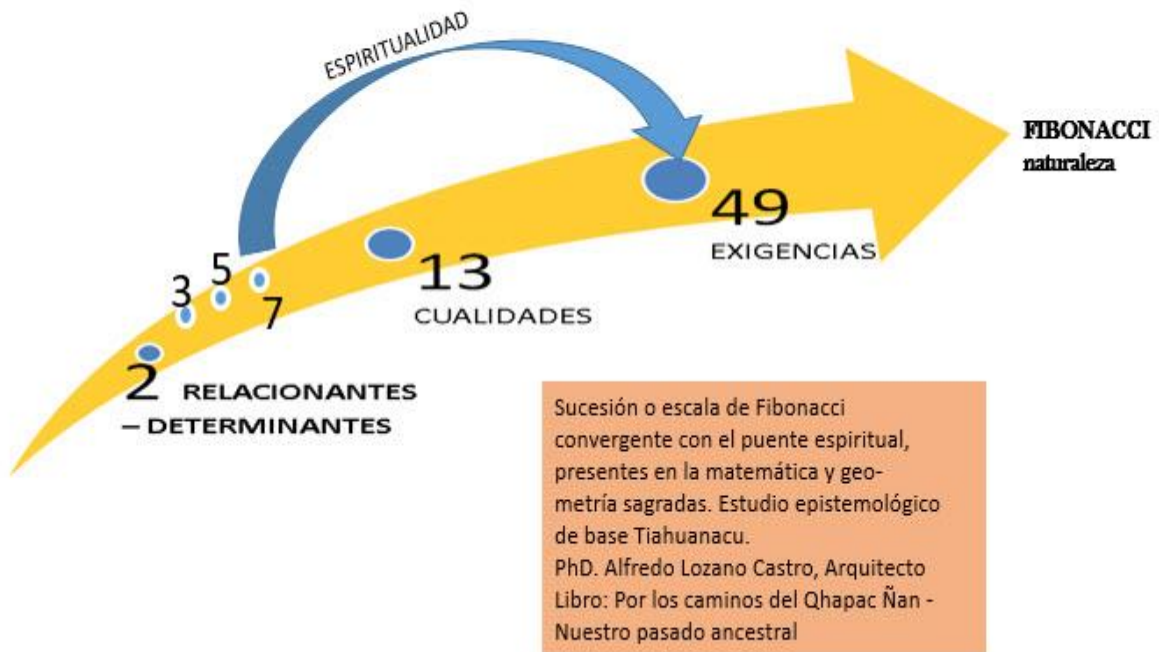 ESPIRITUALIDAD
FIBONACCI
naturaleza
49
EXIGENCIAS
13
CUALIDADES
3
5
7
2 RELACIONANTES
– DETERMINANTES
Sucesión o escala de Fibonacci
convergente con el puente espiritual,
presentes en la matemática y geo-
metría sagradas. Estudio epistemológico
de base Tiahuanacu.
PhD. Alfredo Lozano Castro, Arquitecto
Libro: Por los caminos del Qhapac Ñan -
Nuestro pasado ancestral